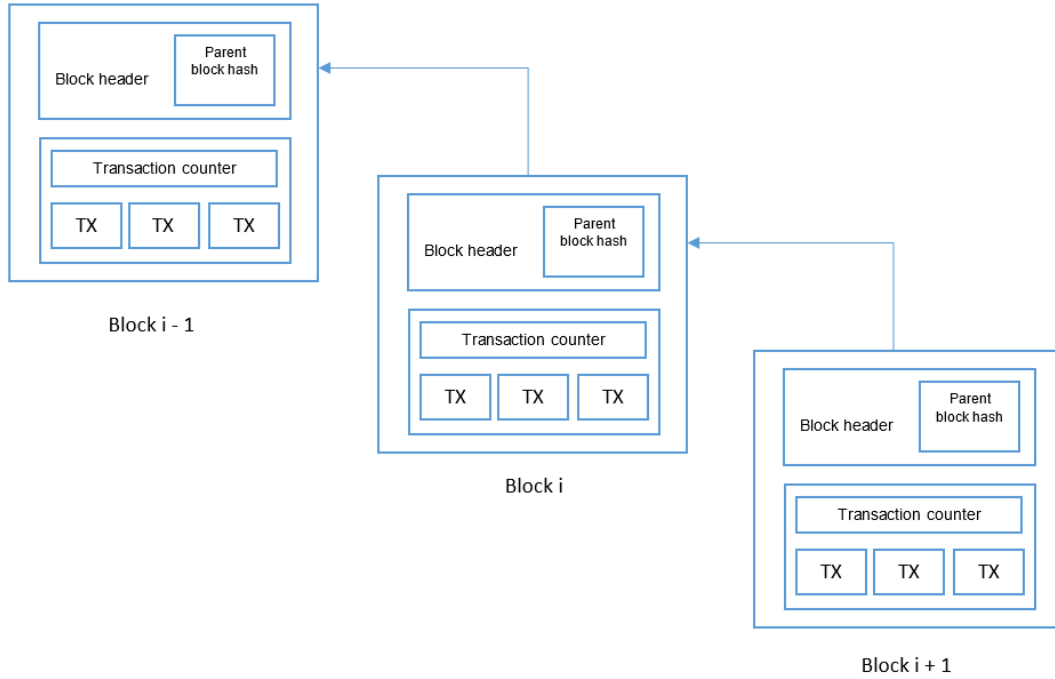 Parent
block hash
Block header
Transaction counter
TX TX TX
Block i - 1
Parent
block hash
Block header
Transaction counter
TX TX TX
Block i
Parent
block hash
Block header
Transaction counter
TX TX TX
Block i + 1